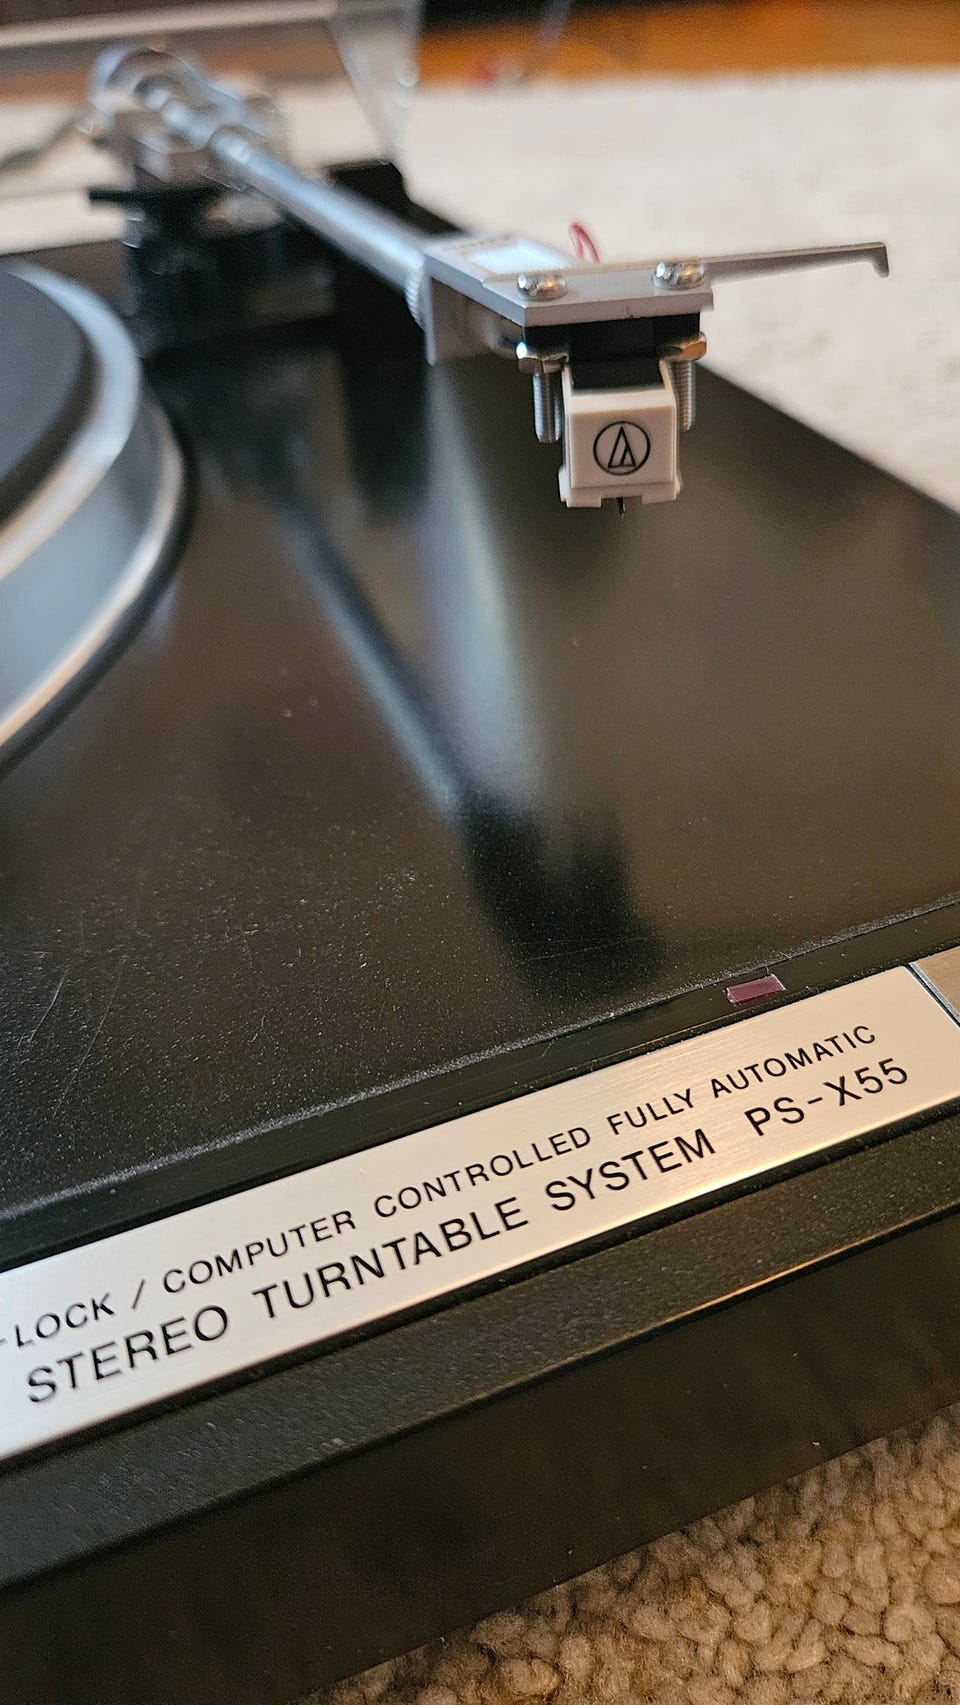 -LOCK / COMPUTER CONTROLLED FULLY AUTOMATIC
STEREO TURNTABLE SYSTEM PS-X55